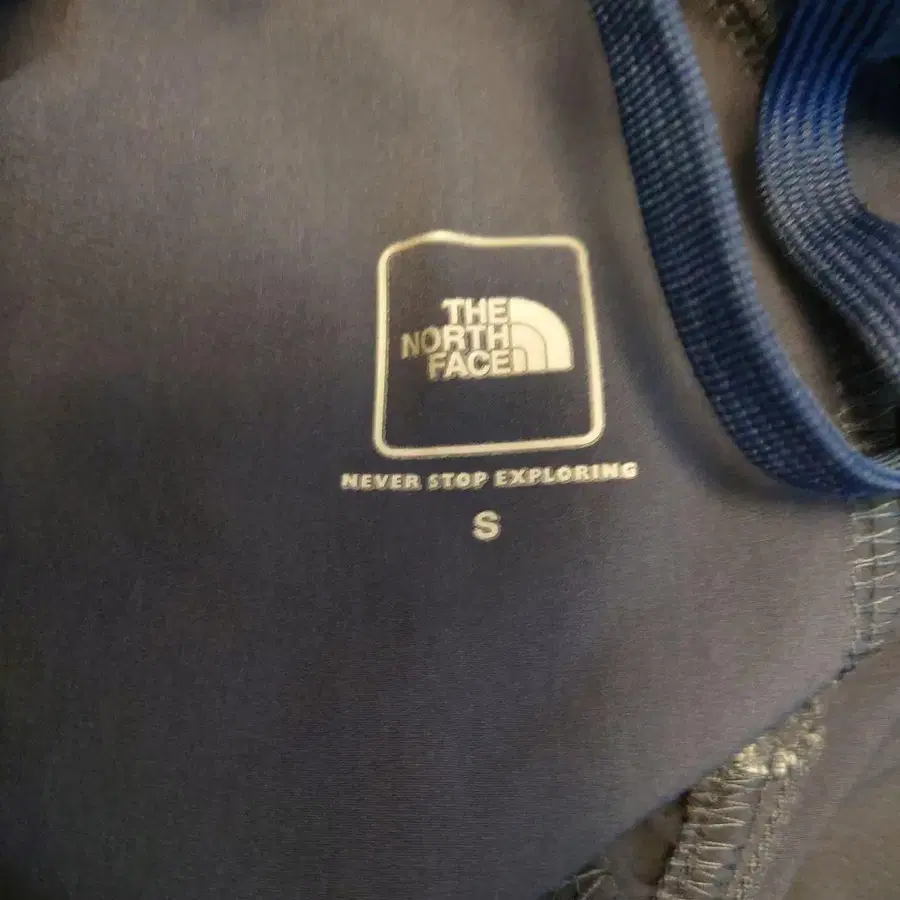 THE
NORTH
FACE
NEVER STOP EXPLORING
S